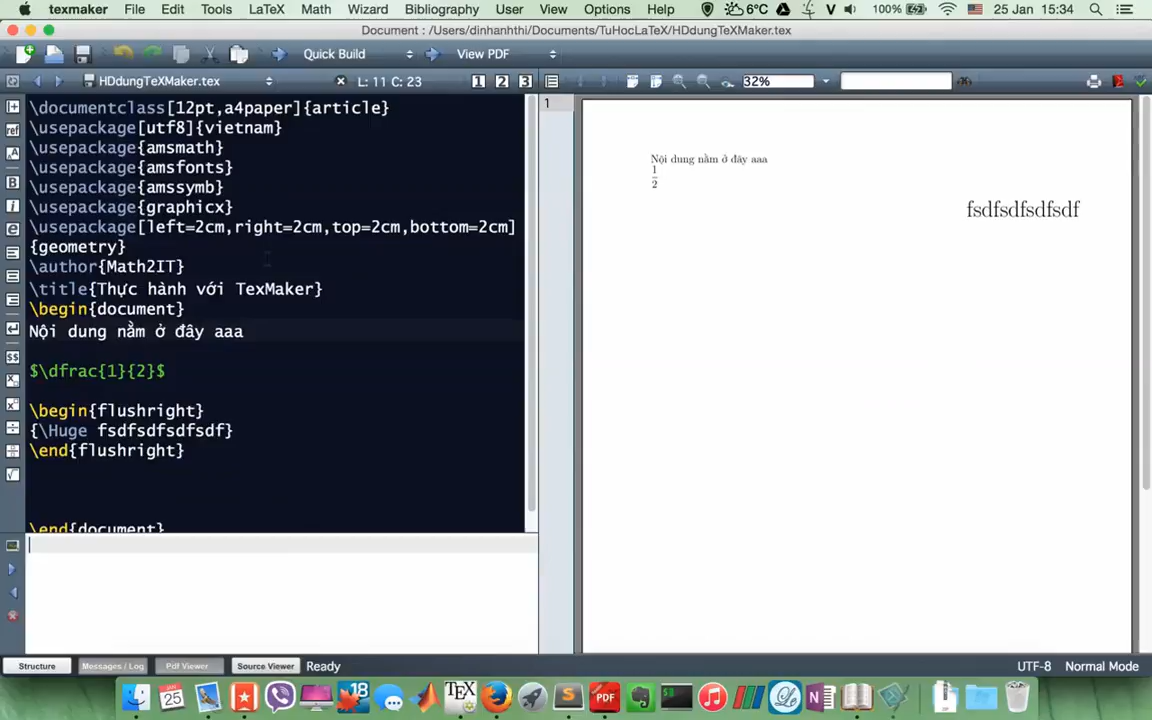 texmaker File Edit Tools LaTeX Math Wizard Bibliography User View Options Help 6°C 100% 25 Jan 15:34
Document : /Users/dinhanhthi/Documents/TuHocLaTeX/HDdungTeXMaker.tex
Quick Build View PDF
HDdungTeXMaker.tex L: 11 C: 23 1 2 3 32%
\documentclass[12pt,a4paper]{article}
\usepackage[utf8]{vietnam}
\usepackage{amsmath}
\usepackage{amsfonts}
\usepackage{amssymb}
\usepackage{graphicx}
\usepackage[left=2cm,right=2cm,top=2cm,bottom=2cm]
{geometry}
\author{Math2IT}
\title{Thực hành với TexMaker}
\begin{document}
Nội dung nằm ở đây aaa
$\dfrac{1}{2}$
\begin{flushright}
{\Huge fsdfsdfsdfsdf}
\end{flushright}
\end{document}
1
Nội dung nằm ở đây aaa
1
2
fsdfsdfsdfsdf
Structure Messages / Log Pdf Viewer Source Viewer Ready UTF-8 Normal Mode